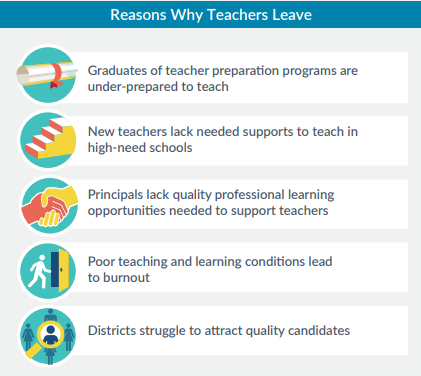 Reasons Why Teachers Leave
Graduates of teacher preparation programs are
under-prepared to teach
New teachers lack needed supports to teach in
high-need schools
Principals lack quality professional learning
opportunities needed to support teachers
Poor teaching and learning conditions lead
to burnout
Districts struggle to attract quality candidates